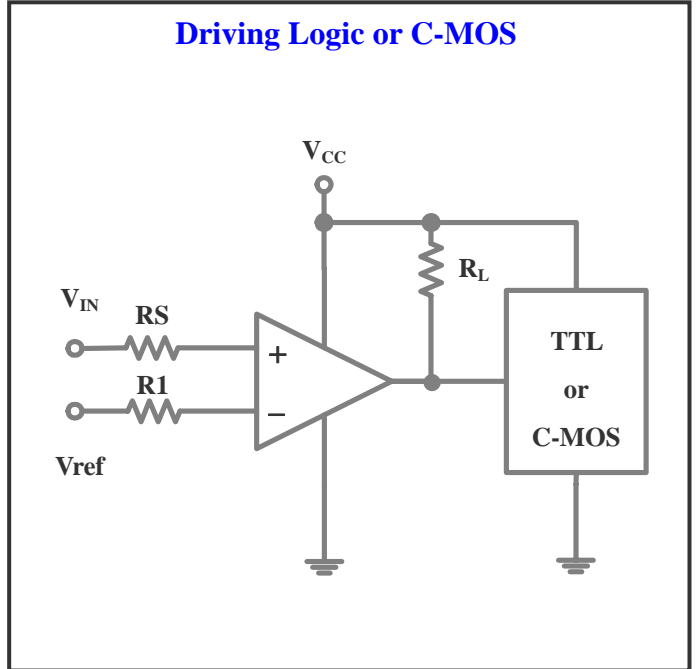 Driving Logic or C-MOS
VCC
RL
VIN
RS
+
R1
−
Vref
TTL
or
C-MOS